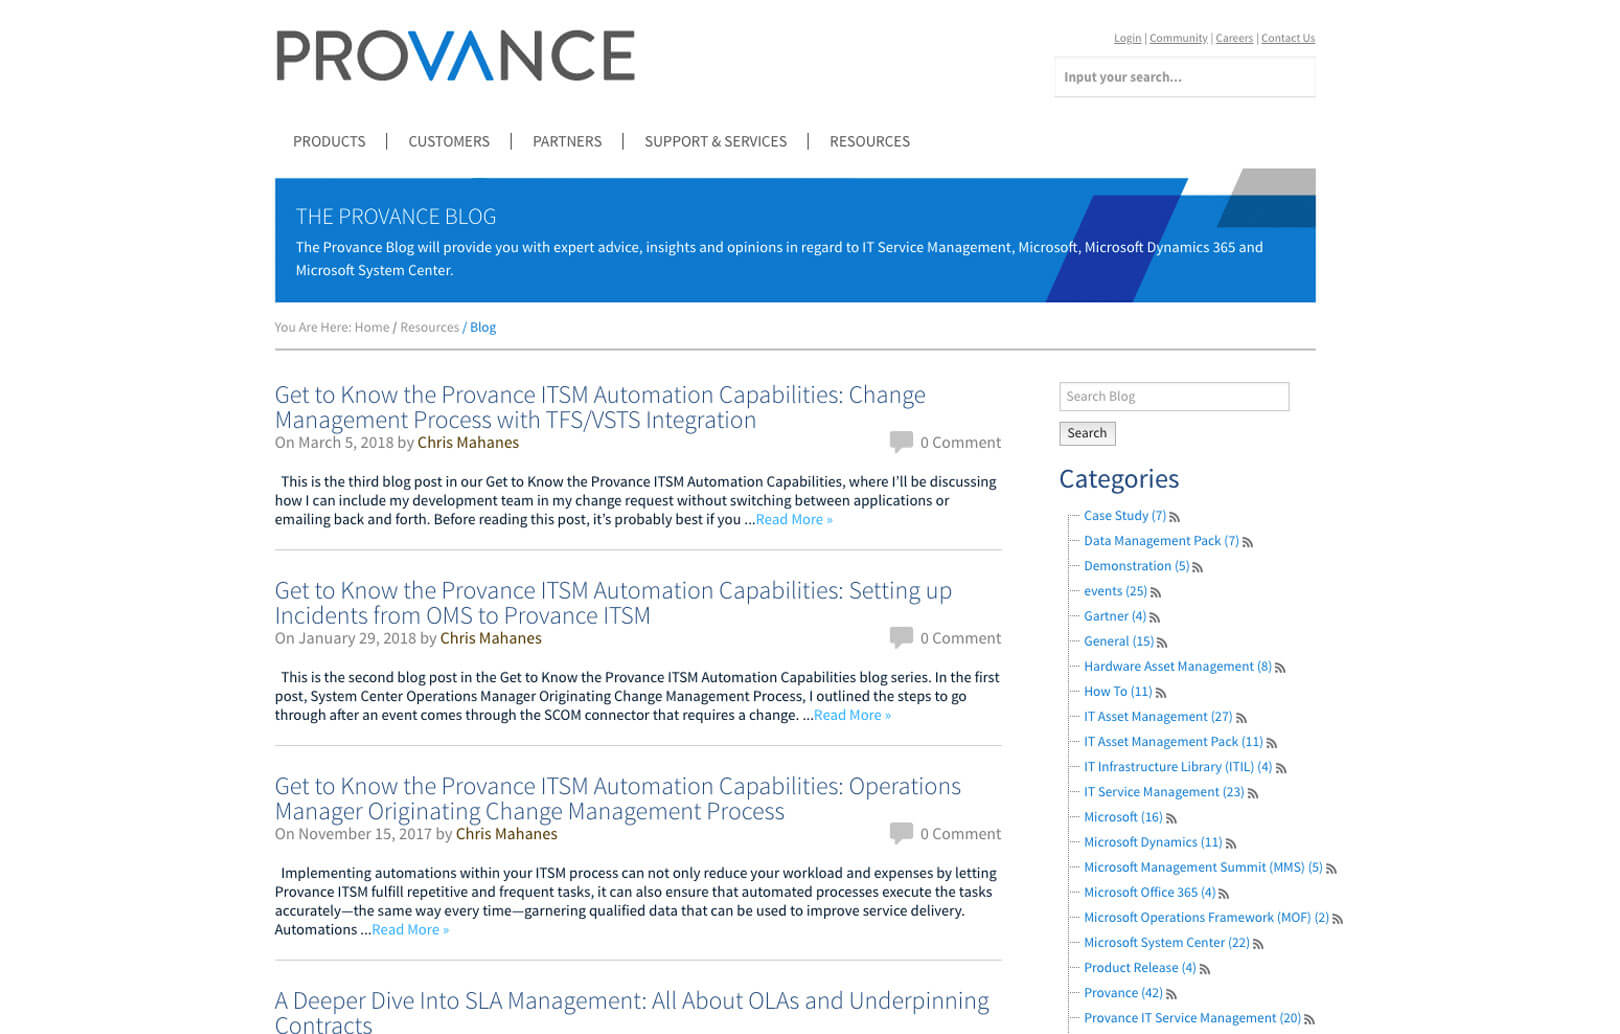 PROVANCE
Login | Community | Careers | Contact Us
Input your search...
PRODUCTS | CUSTOMERS | PARTNERS | SUPPORT & SERVICES | RESOURCES
THE PROVANCE BLOG
The Provance Blog will provide you with expert advice, insights and opinions in regard to IT Service Management, Microsoft, Microsoft Dynamics 365 and
Microsoft System Center.
You Are Here: Home / Resources / Blog
Get to Know the Provance ITSM Automation Capabilities: Change
Management Process with TFS/VSTS Integration
On March 5, 2018 by Chris Mahanes
0 Comment
This is the third blog post in our Get to Know the Provance ITSM Automation Capabilities, where I’ll be discussing
how I can include my development team in my change request without switching between applications or
emailing back and forth. Before reading this post, it’s probably best if you ...Read More »
Get to Know the Provance ITSM Automation Capabilities: Setting up
Incidents from OMS to Provance ITSM
On January 29, 2018 by Chris Mahanes
0 Comment
This is the second blog post in the Get to Know the Provance ITSM Automation Capabilities blog series. In the first
post, System Center Operations Manager Originating Change Management Process, I outlined the steps to go
through after an event comes through the SCOM connector that requires a change. ...Read More »
Get to Know the Provance ITSM Automation Capabilities: Operations
Manager Originating Change Management Process
On November 15, 2017 by Chris Mahanes
0 Comment
Implementing automations within your ITSM process can not only reduce your workload and expenses by letting
Provance ITSM fulfill repetitive and frequent tasks, it can also ensure that automated processes execute the tasks
accurately—the same way every time—garnering qualified data that can be used to improve service delivery.
Automations ...Read More »
A Deeper Dive Into SLA Management: All About OLAs and Underpinning
Contracts
Search Blog
Search
Categories
Case Study (7)
Data Management Pack (7)
Demonstration (5)
events (25)
Gartner (4)
General (15)
Hardware Asset Management (8)
How To (11)
IT Asset Management (27)
IT Asset Management Pack (11)
IT Infrastructure Library (ITIL) (4)
IT Service Management (23)
Microsoft (16)
Microsoft Dynamics (11)
Microsoft Management Summit (MMS) (5)
Microsoft Office 365 (4)
Microsoft Operations Framework (MOF) (2)
Microsoft System Center (22)
Product Release (4)
Provance (42)
Provance IT Service Management (20)